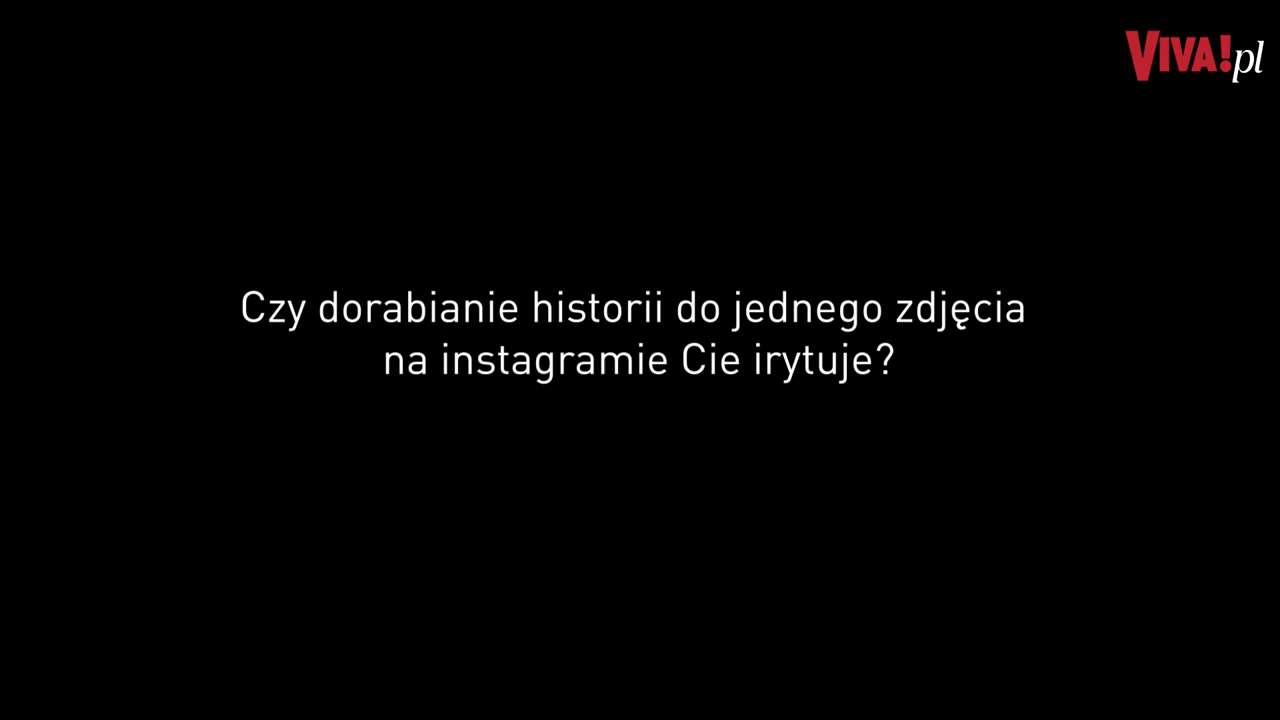 VIVA!pl
Czy dorabianie historii do jednego zdjęcia
na instagramie Cie irytuje?